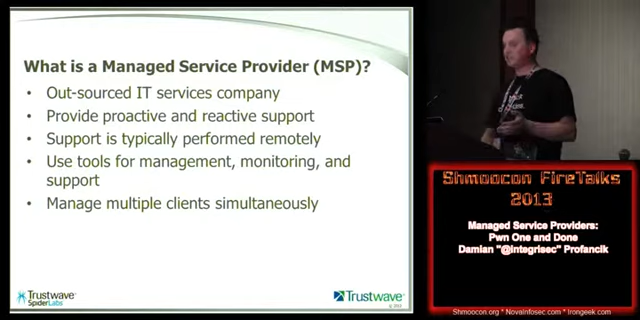 What is a Managed Service Provider (MSP)?
• Out-sourced IT services company
• Provide proactive and reactive support
• Support is typically performed remotely
• Use tools for management, monitoring, and
support
• Manage multiple clients simultaneously
Trustwave
SpiderLabs
Trustwave
Shmoocon FireTalks
2013
Managed Service Providers:
Pwn One and Done
Damian "@integrisec" Profancik
Shmoocon.org * NovaInfosec.com * Irongeek.com